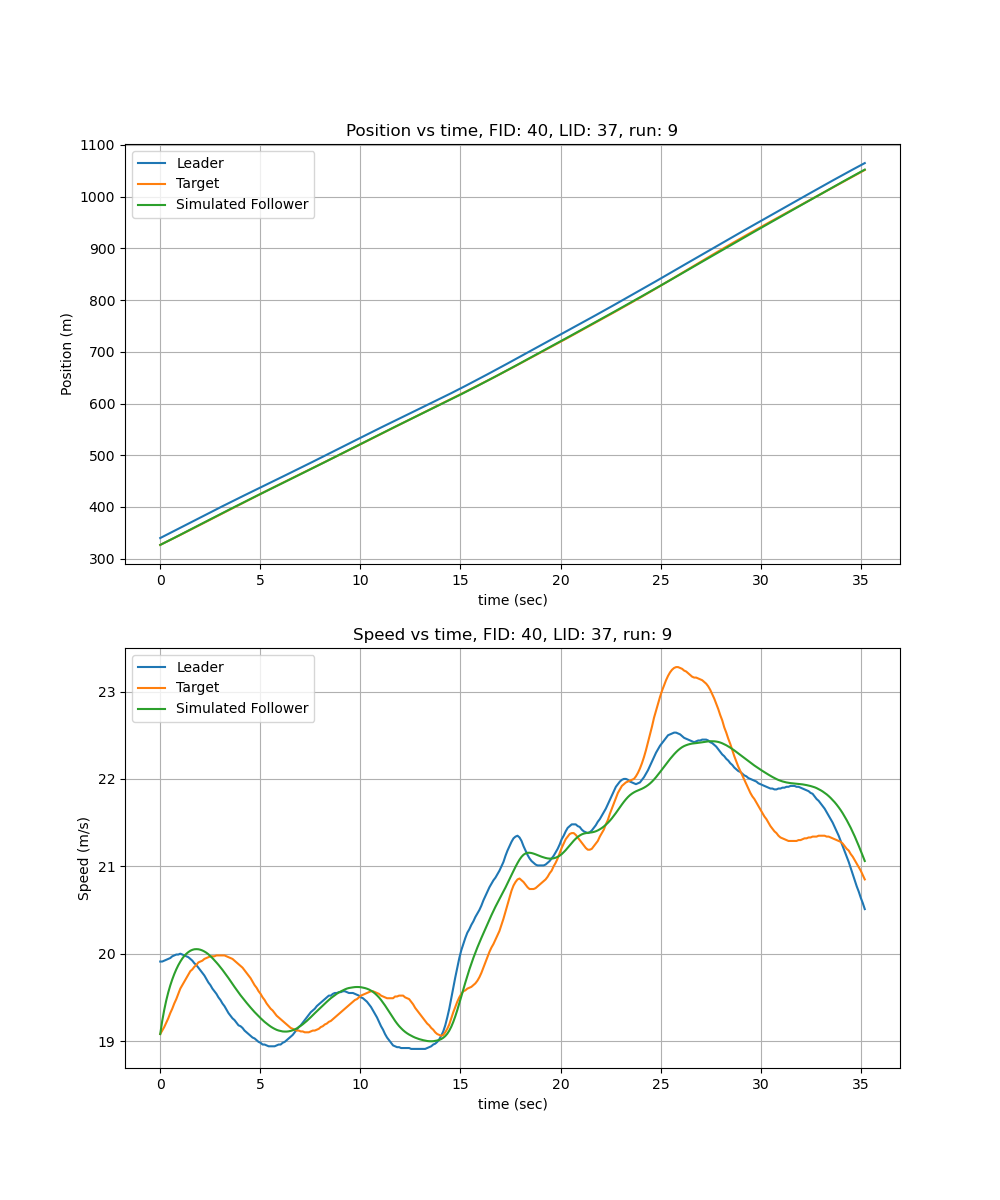 Position vs time, FID: 40, LID: 37, run: 9
Leader
Target
Simulated Follower
1100
1000
900
800
700
600
500
400
300
Position (m)
0 5 10 15 20 25 30 35
time (sec)
Speed vs time, FID: 40, LID: 37, run: 9
Leader
Target
Simulated Follower
23
22
21
20
19
Speed (m/s)
0 5 10 15 20 25 30 35
time (sec)